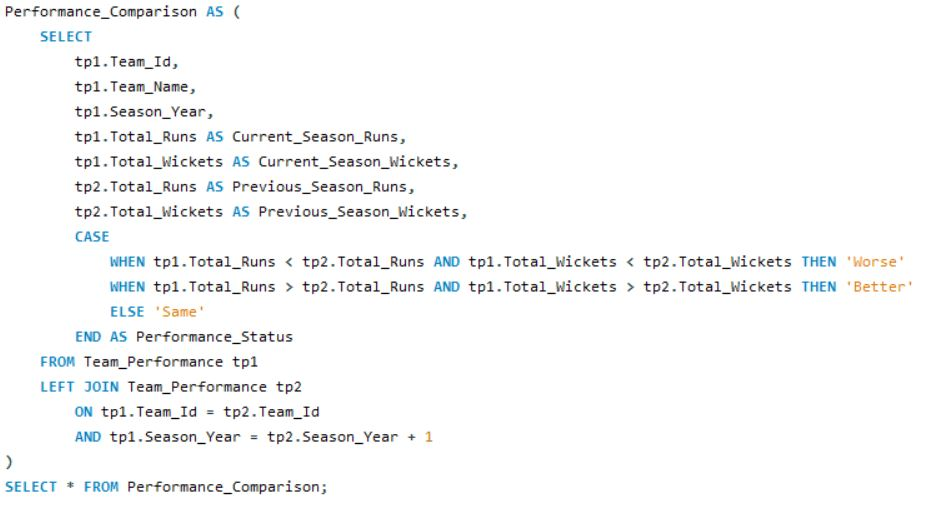 Performance_Comparison AS (
    SELECT
        tp1.Team_Id,
        tp1.Team_Name,
        tp1.Season_Year,
        tp1.Total_Runs AS Current_Season_Runs,
        tp1.Total_Wickets AS Current_Season_Wickets,
        tp2.Total_Runs AS Previous_Season_Runs,
        tp2.Total_Wickets AS Previous_Season_Wickets,
        CASE
            WHEN tp1.Total_Runs < tp2.Total_Runs AND tp1.Total_Wickets < tp2.Total_Wickets THEN 'Worse'
            WHEN tp1.Total_Runs > tp2.Total_Runs AND tp1.Total_Wickets > tp2.Total_Wickets THEN 'Better'
            ELSE 'Same'
        END AS Performance_Status
    FROM Team_Performance tp1
    LEFT JOIN Team_Performance tp2
        ON tp1.Team_Id = tp2.Team_Id
        AND tp1.Season_Year = tp2.Season_Year + 1
)
SELECT * FROM Performance_Comparison;